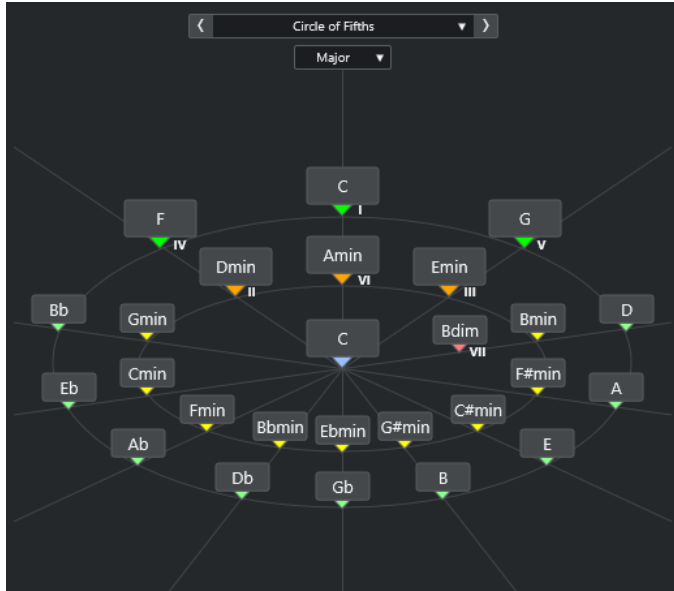 Circle of Fifths
Major
C
I
F
IV
G
V
Amin
VI
Dmin
II
Emin
III
Bb
D
Gmin
Bmin
C
Bdim
VII
Cmin
F#min
Eb
A
Fmin
C#min
Bbmin
Ebmin
G#min
Ab
E
Db
Gb
B